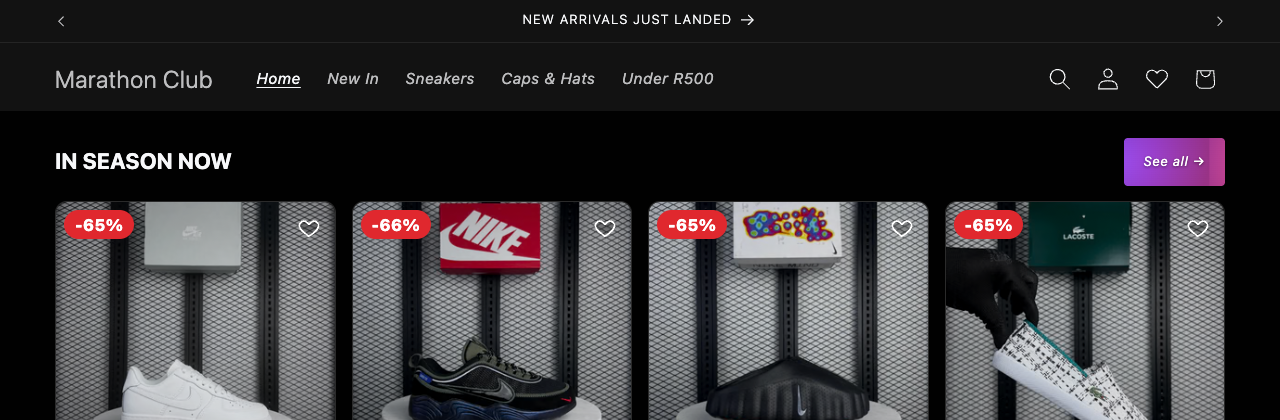 NEW ARRIVALS JUST LANDED →
Marathon Club
Home
New In
Sneakers
Caps & Hats
Under R500
IN SEASON NOW
See all →
-65%
-66%
-65%
-65%
NIKE
LACOSTE